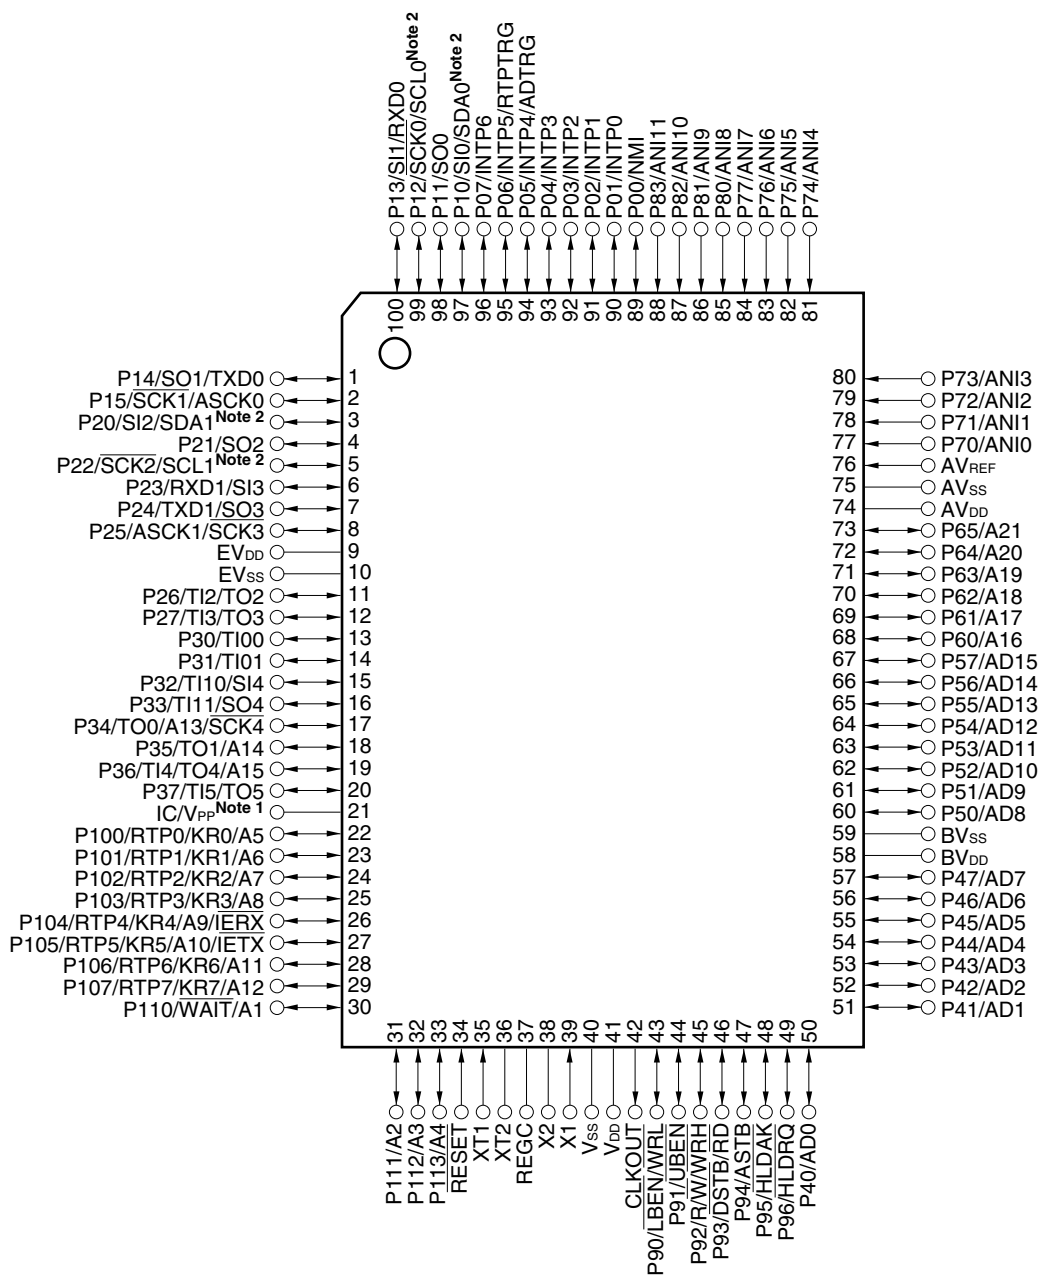 P13/SI1/RXD0
P12/SCK0/SCL0Note 2
P11/SO0
P10/SI0/SDA0Note 2
P07/INTP6
P06/INTP5/RTPTRG
P05/INTP4/ADTRG
P04/INTP3
P03/INTP2
P02/INTP1
P01/INTP0
P00/NMI
P83/ANI11
P82/ANI10
P81/ANI9
P80/ANI8
P77/ANI7
P76/ANI6
P75/ANI5
P74/ANI4
100
99
98
97
96
95
94
93
92
91
90
89
88
87
86
85
84
83
82
81
P14/SO1/TXD0 1
P15/SCK1/ASCK0 2
P20/SI2/SDA1Note 2 3
P21/SO2 4
P22/SCK2/SCL1Note 2 5
P23/RXD1/SI3 6
P24/TXD1/SO3 7
P25/ASCK1/SCK3 8
EVDD 9
EVSS 10
P26/TI2/TO2 11
P27/TI3/TO3 12
P30/TI00 13
P31/TI01 14
P32/TI10/SI4 15
P33/TI11/SO4 16
P34/TO0/A13/SCK4 17
P35/TO1/A14 18
P36/TI4/TO4/A15 19
P37/TI5/TO5 20
IC/VPPNote 1 21
P100/RTP0/KR0/A5 22
P101/RTP1/KR1/A6 23
P102/RTP2/KR2/A7 24
P103/RTP3/KR3/A8 25
P104/RTP4/KR4/A9/IERX 26
P105/RTP5/KR5/A10/IETX 27
P106/RTP6/KR6/A11 28
P107/RTP7/KR7/A12 29
P110/WAIT/A1 30
80 P73/ANI3
79 P72/ANI2
78 P71/ANI1
77 P70/ANI0
76 AVREF
75 AVSS
74 AVDD
73 P65/A21
72 P64/A20
71 P63/A19
70 P62/A18
69 P61/A17
68 P60/A16
67 P57/AD15
66 P56/AD14
65 P55/AD13
64 P54/AD12
63 P53/AD11
62 P52/AD10
61 P51/AD9
60 P50/AD8
59 BVSS
58 BVDD
57 P47/AD7
56 P46/AD6
55 P45/AD5
54 P44/AD4
53 P43/AD3
52 P42/AD2
51 P41/AD1
31
32
33
34
35
36
37
38
39
40
41
42
43
44
45
46
47
48
49
50
P111/A2
P112/A3
P113/A4
RESET
XT1
XT2
REGC
X2
X1
VSS
VDD
CLKOUT
P90/LBEN/WRL
P91/UBEN
P92/R/W/WRH
P93/DSTB/RD
P94/ASTB
P95/HLDAK
P96/HLDRQ
P40/AD0